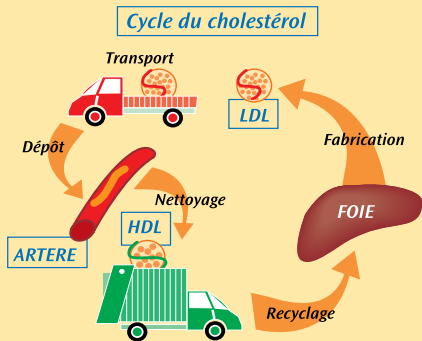 Cycle du cholestérol
Transport
LDL
Fabrication
Dépôt
FOIE
Nettoyage
HDL
ARTERE
Recyclage